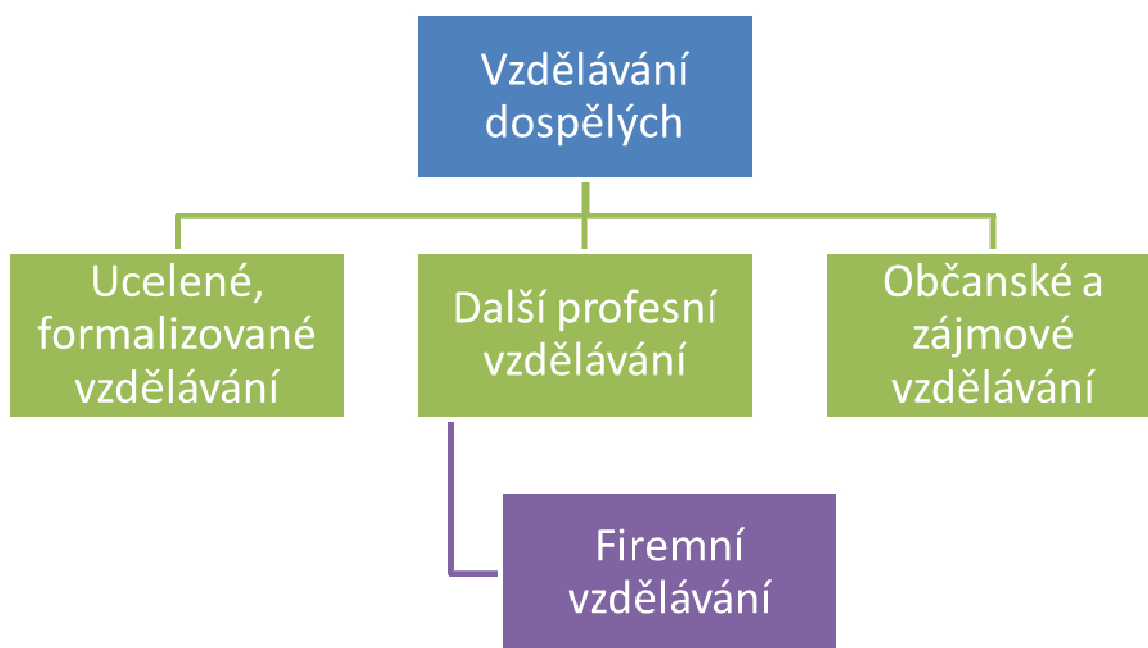 Vzdělávání
dospělých
Ucelené,
formalizované
vzdělávání
Další profesní
vzdělávání
Občanské a
zájmové
vzdělávání
Firemní
vzdělávání